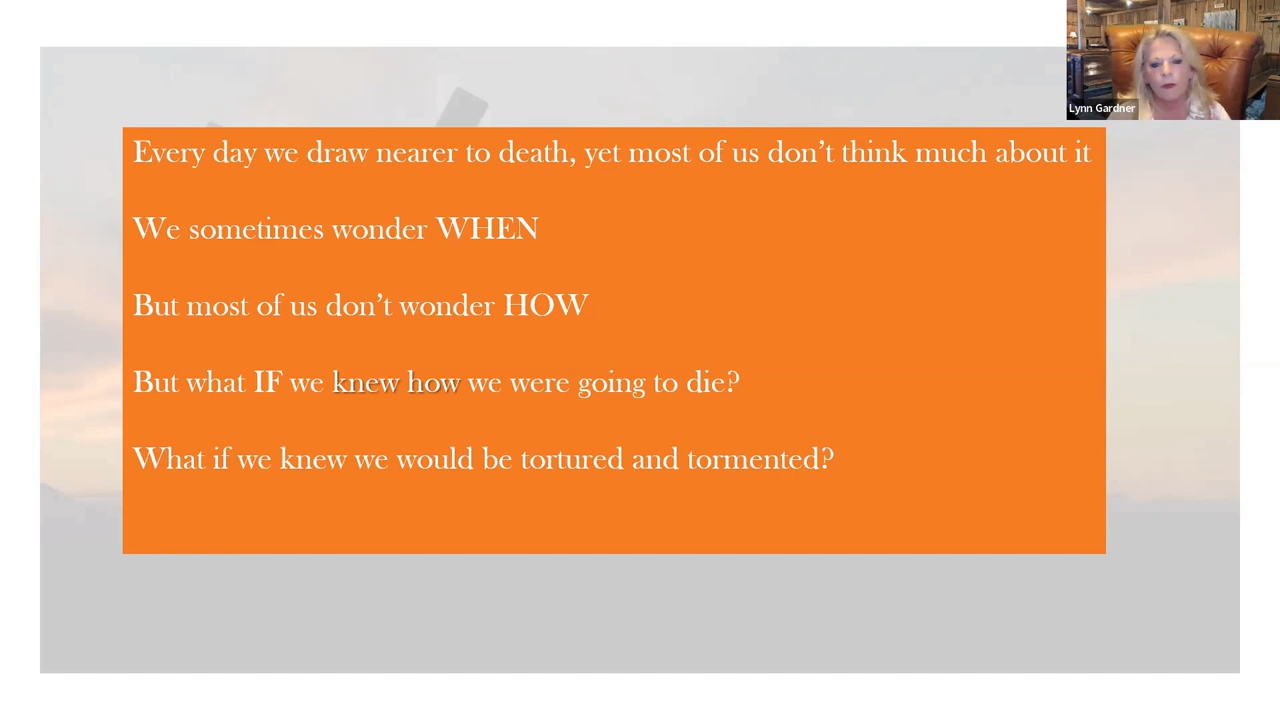 Lynn Gardner
Every day we draw nearer to death, yet most of us don’t think much about it
We sometimes wonder WHEN
But most of us don’t wonder HOW
But what IF we knew how we were going to die?
What if we knew we would be tortured and tormented?